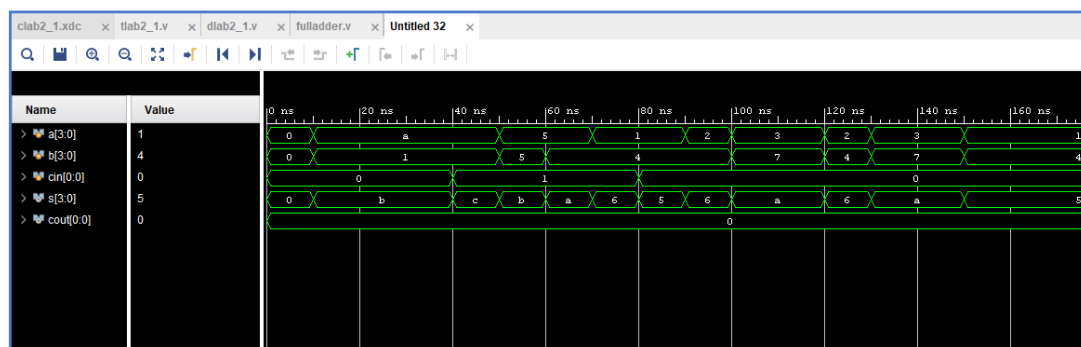 clab2_1.xdc × tlab2_1.v × dlab2_1.v × fulladder.v × Untitled 32 ×
Name Value 0 ns 20 ns 40 ns 60 ns 80 ns 100 ns 120 ns 140 ns 160 ns
a[3:0] 1 0 a 5 1 2 3 2 3 1
b[3:0] 4 0 1 5 4 7 4 7 4
cin[0:0] 0 0 1 0
s[3:0] 5 0 b c b a 6 5 6 a 6 a 5
cout[0:0] 0 0